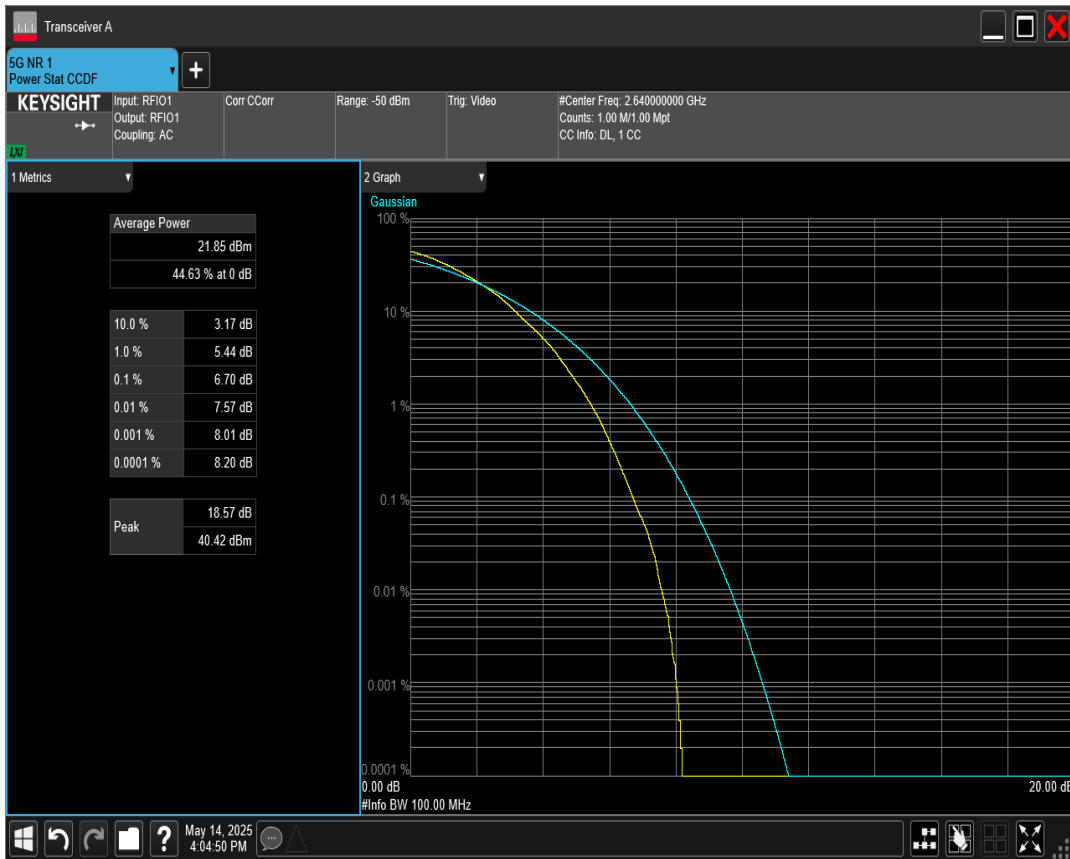 Transceiver A
5G NR 1
Power Stat CCDF
KEYSIGHT
LXI
Input: RFIO1
Output: RFIO1
Coupling: AC
Corr CCorr
Range: -50 dBm
Trig: Video
#Center Freq: 2.640000000 GHz
Counts: 1.00 M/1.00 Mpt
CC Info: DL, 1 CC
1 Metrics
Average Power
21.85 dBm
44.63 % at 0 dB
10.0 % 3.17 dB
1.0 % 5.44 dB
0.1 % 6.70 dB
0.01 % 7.57 dB
0.001 % 8.01 dB
0.0001 % 8.20 dB
Peak
18.57 dB
40.42 dBm
2 Graph
Gaussian
100 %
10 %
1 %
0.1 %
0.01 %
0.001 %
0.0001 %
0.00 dB
20.00 dB
#Info BW 100.00 MHz
?
May 14, 2025
4:04:50 PM